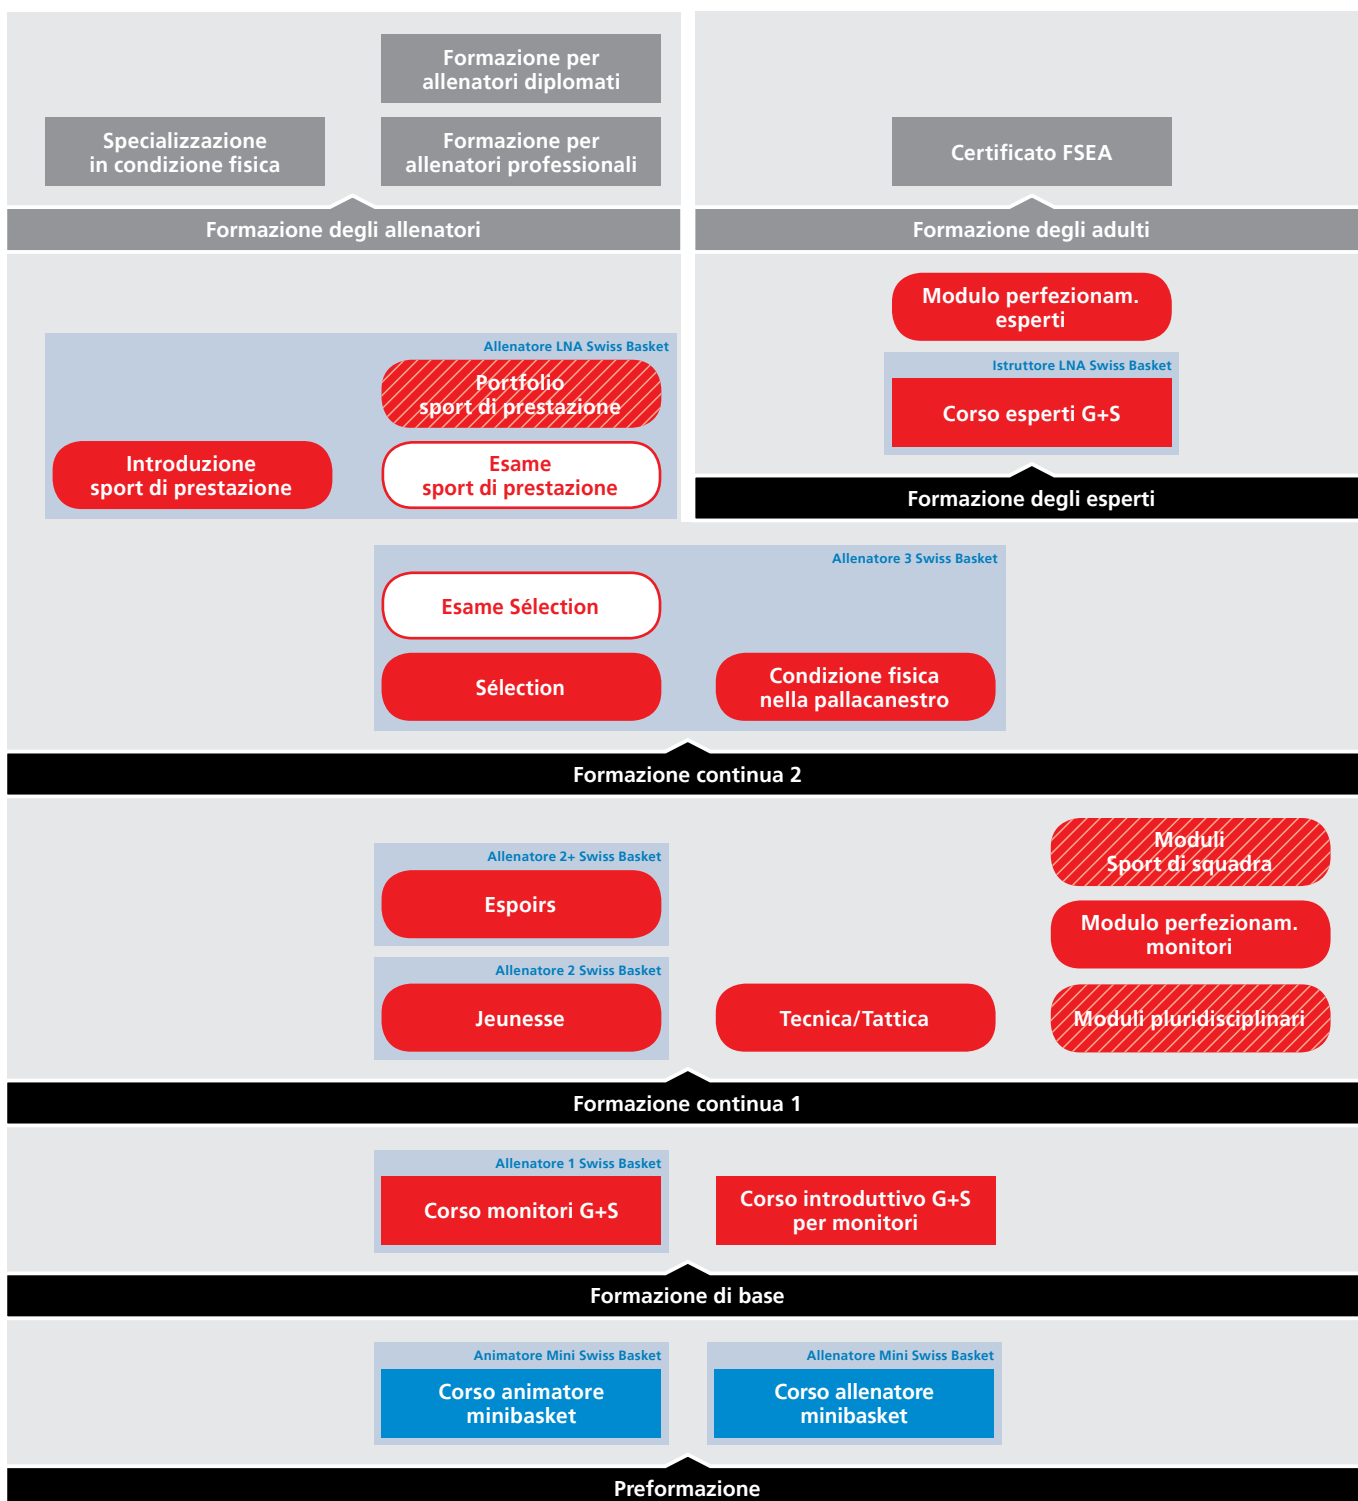 Formazione per
allenatori diplomati
Specializzazione
in condizione fisica
Formazione per
allenatori professionali
Certificato FSEA
Formazione degli allenatori
Formazione degli adulti
Modulo perfezionam.
esperti
Allenatore LNA Swiss Basket
Portfolio
sport di prestazione
Istruttore LNA Swiss Basket
Corso esperti G+S
Introduzione
sport di prestazione
Esame
sport di prestazione
Formazione degli esperti
Allenatore 3 Swiss Basket
Esame Sélection
Sélection
Condizione fisica
nella pallacanestro
Formazione continua 2
Moduli
Sport di squadra
Allenatore 2+ Swiss Basket
Espoirs
Modulo perfezionam.
monitori
Allenatore 2 Swiss Basket
Jeunesse
Tecnica/Tattica
Moduli pluridisciplinari
Formazione continua 1
Allenatore 1 Swiss Basket
Corso monitori G+S
Corso introduttivo G+S
per monitori
Formazione di base
Animatore Mini Swiss Basket
Corso animatore
minibasket
Allenatore Mini Swiss Basket
Corso allenatore
minibasket
Preformazione